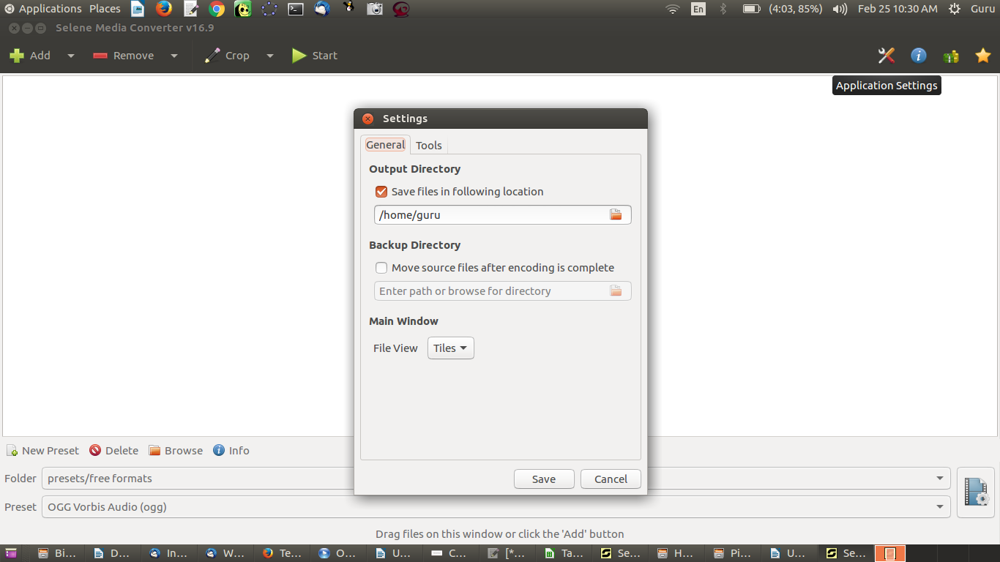 Applications Places En (4:03, 85%) Feb 25 10:30 AM Guru
Selene Media Converter v16.9
Add Remove Crop Start
Application Settings
Settings
General Tools
Output Directory
Save files in following location
/home/guru
Backup Directory
Move source files after encoding is complete
Enter path or browse for directory
Main Window
File View Tiles
Save Cancel
New Preset Delete Browse Info
Folder presets/free formats
Preset OGG Vorbis Audio (ogg)
Drag files on this window or click the 'Add' button
Bi... D... In... W... Te... O... U... C... [*... Ta... Se... H... Pi... U... Se...